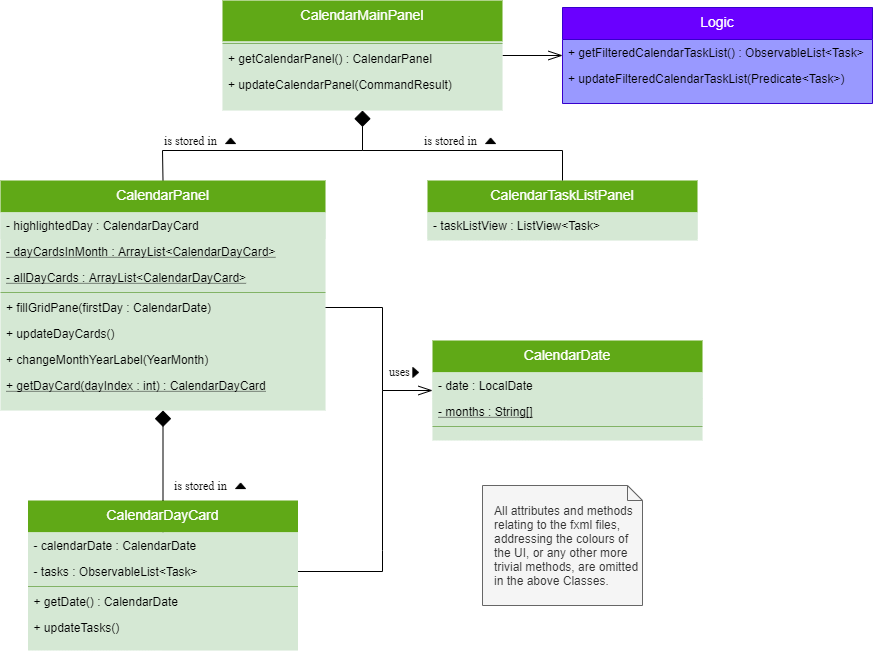 CalendarMainPanel
+ getCalendarPanel() : CalendarPanel
+ updateCalendarPanel(CommandResult)
Logic
+ getFilteredCalendarTaskList() : ObservableList<Task>
+ updateFilteredCalendarTaskList(Predicate<Task>)
is stored in
is stored in
CalendarPanel
- highlightedDay : CalendarDayCard
- dayCardsInMonth : ArrayList<CalendarDayCard>
- allDayCards : ArrayList<CalendarDayCard>
+ fillGridPane(firstDay : CalendarDate)
+ updateDayCards()
+ changeMonthYearLabel(YearMonth)
+ getDayCard(dayIndex : int) : CalendarDayCard
CalendarTaskListPanel
- taskListView : ListView<Task>
uses
CalendarDate
- date : LocalDate
- months : String[]
is stored in
CalendarDayCard
- calendarDate : CalendarDate
- tasks : ObservableList<Task>
+ getDate() : CalendarDate
+ updateTasks()
All attributes and methods
relating to the fxml files,
addressing the colours of
the UI, or any other more
trivial methods, are omitted
in the above Classes.